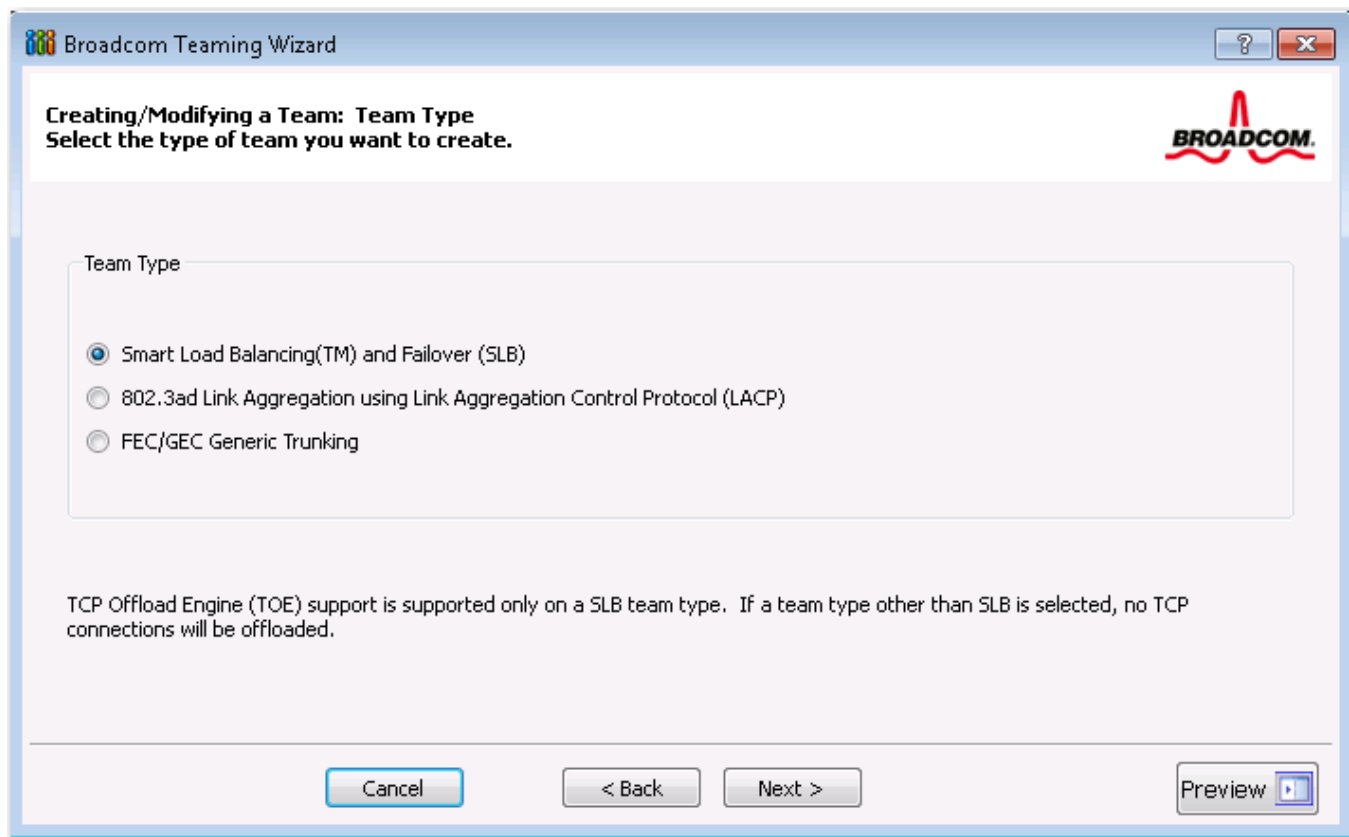 Broadcom Teaming Wizard
Creating/Modifying a Team: Team Type
Select the type of team you want to create.
BROADCOM.
Team Type
Smart Load Balancing(TM) and Failover (SLB)
802.3ad Link Aggregation using Link Aggregation Control Protocol (LACP)
FEC/GEC Generic Trunking
TCP Offload Engine (TOE) support is supported only on a SLB team type. If a team type other than SLB is selected, no TCP
connections will be offloaded.
Cancel
< Back
Next >
Preview